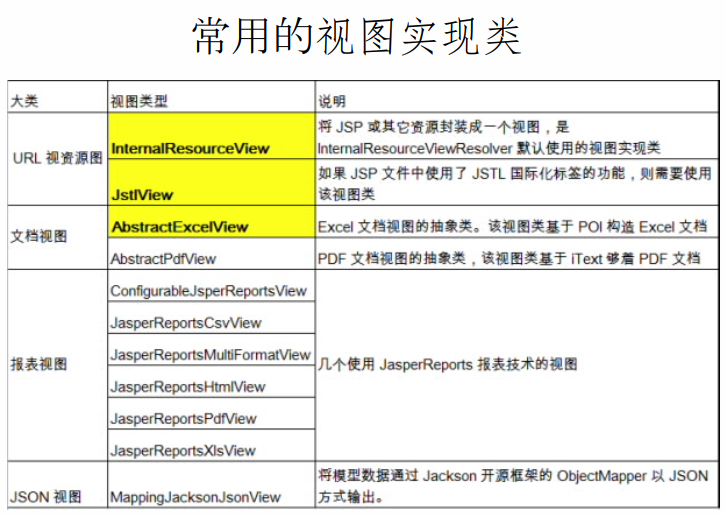 常用的视图实现类
大类 视图类型 说明
URL 视资源图
InternalResourceView
将 JSP 或其它资源封装成一个视图，是
InternalResourceViewResolver 默认使用的视图实现类
JstlView
如果 JSP 文件中使用了 JSTL 国际化标签的功能，则需要使用
该视图类
文档视图
AbstractExcelView
Excel 文档视图的抽象类。该视图类基于 POI 构造 Excel 文档
AbstractPdfView
PDF 文档视图的抽象类，该视图类基于 iText 够着 PDF 文档
报表视图
ConfigurableJsperReportsView
JasperReportsCsvView
JasperReportsMultiFormatView
JasperReportsHtmlView
JasperReportsPdfView
JasperReportsXlsView
几个使用 JasperReports 报表技术的视图
JSON 视图
MappingJacksonJsonView
将模型数据通过 Jackson 开源框架的 ObjectMapper 以 JSON
方式输出。